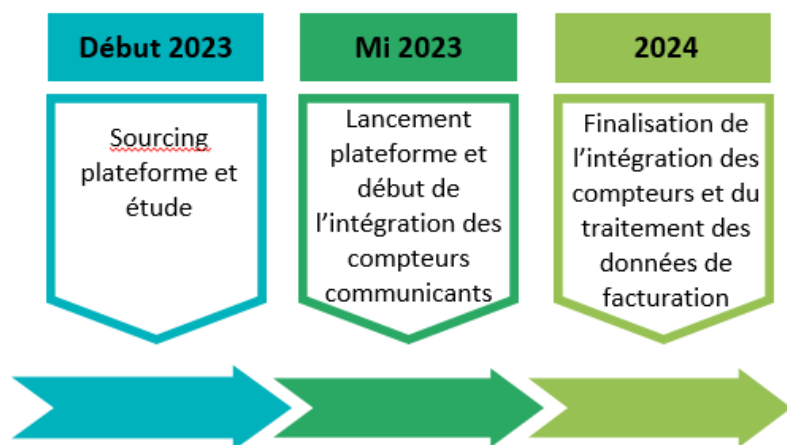 Début 2023
Sourcing
plateforme et
étude
Mi 2023
Lancement
plateforme et
début de
l'intégration des
compteurs
communicants
2024
Finalisation de
l'intégration des
compteurs et du
traitement des
données de
facturation